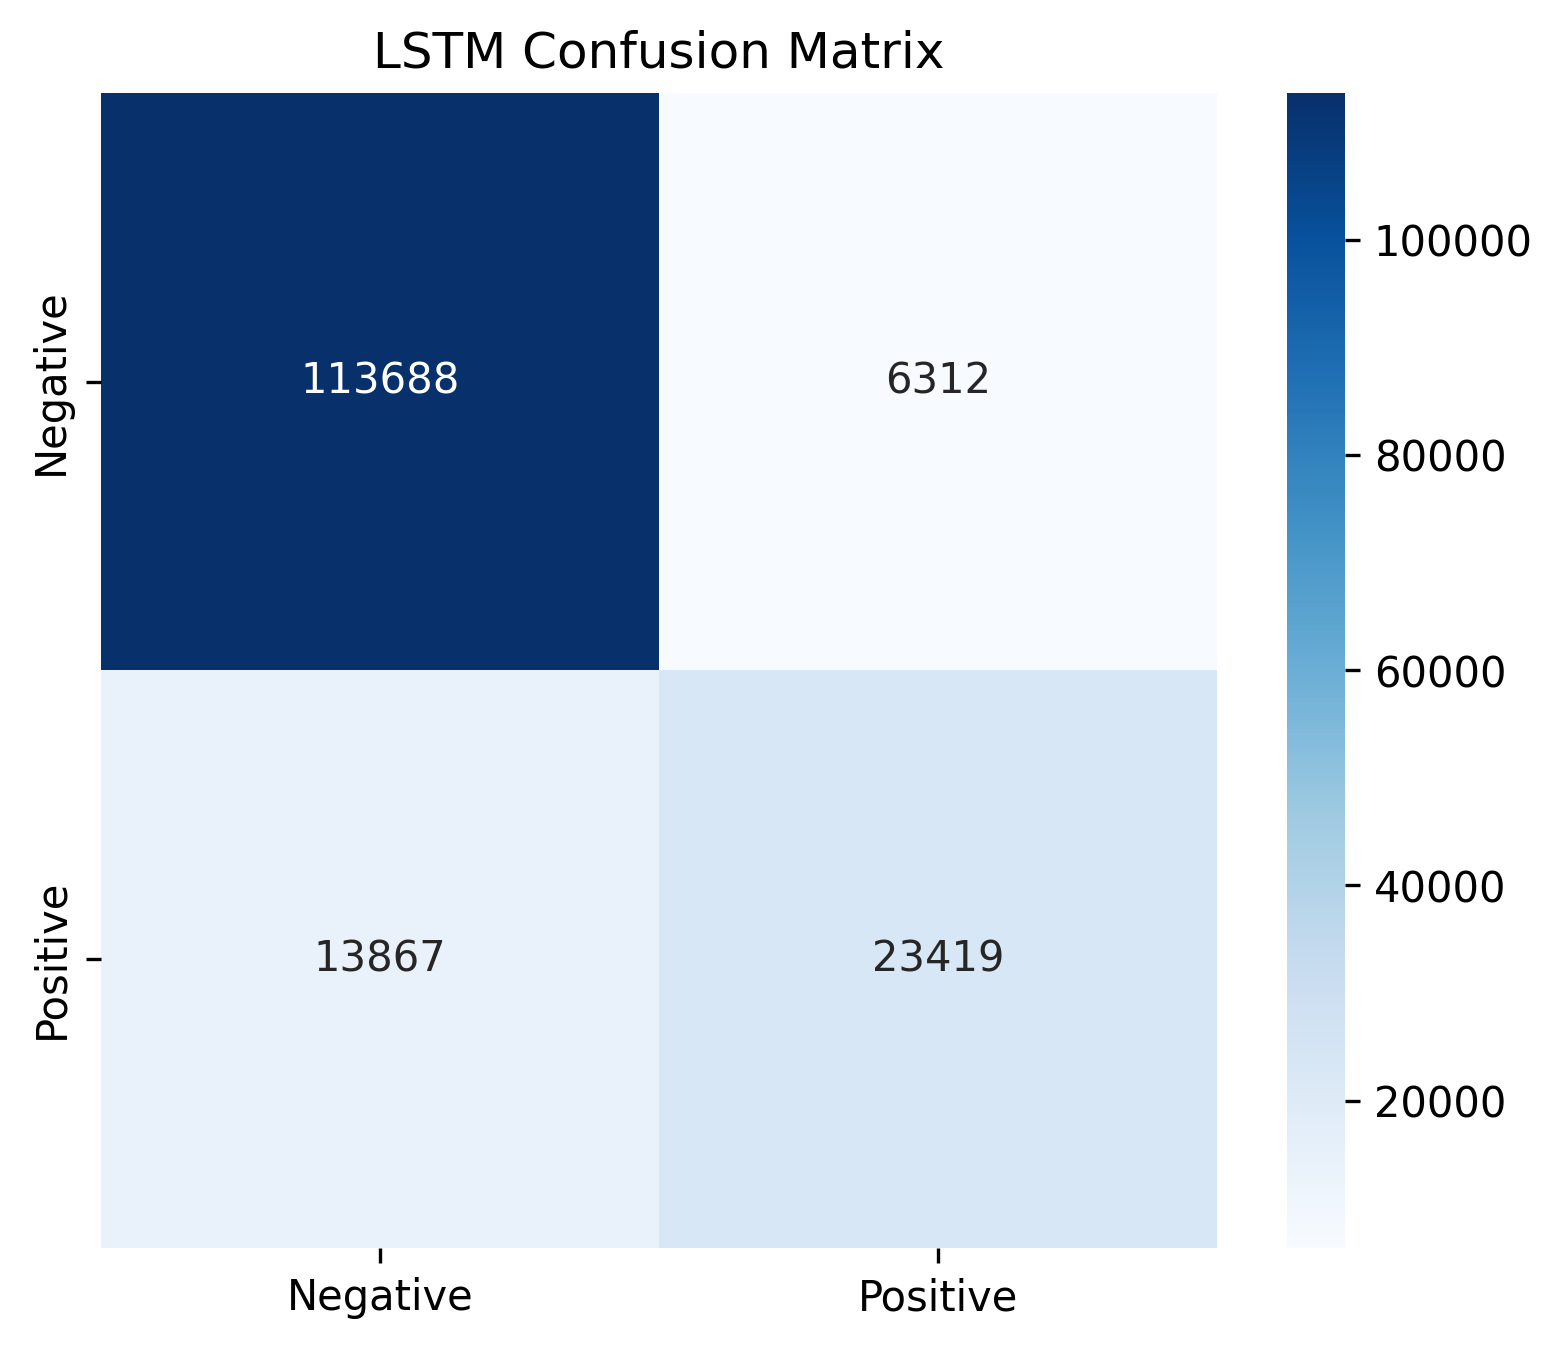 LSTM Confusion Matrix
Negative
113688
6312
Positive
13867
23419
Negative
Positive
100000
80000
60000
40000
20000